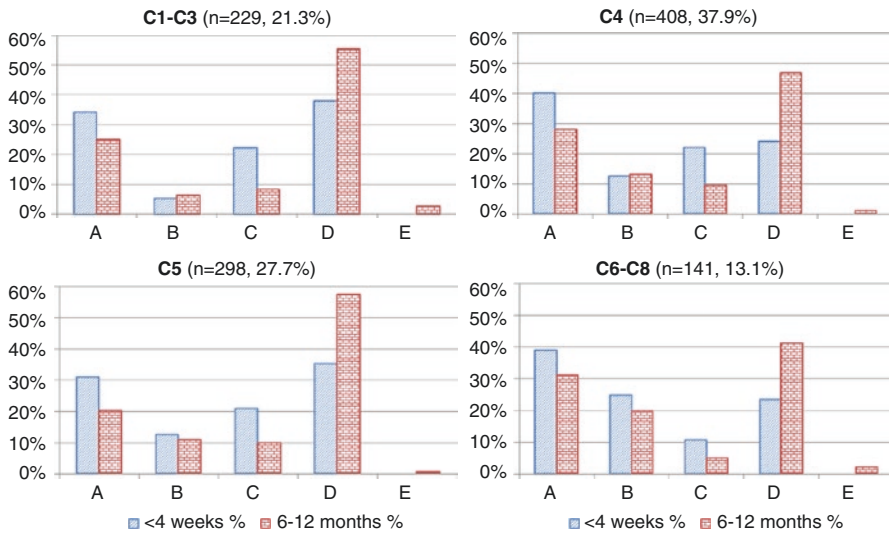 C1-C3 (n=229, 21.3%)
60%
50%
40%
30%
20%
10%
0%
A B C D E
C4 (n=408, 37.9%)
60%
50%
40%
30%
20%
10%
0%
A B C D E
C5 (n=298, 27.7%)
60%
50%
40%
30%
20%
10%
0%
A B C D E
C6-C8 (n=141, 13.1%)
60%
50%
40%
30%
20%
10%
0%
A B C D E
<4 weeks % 6-12 months %
<4 weeks % 6-12 months %